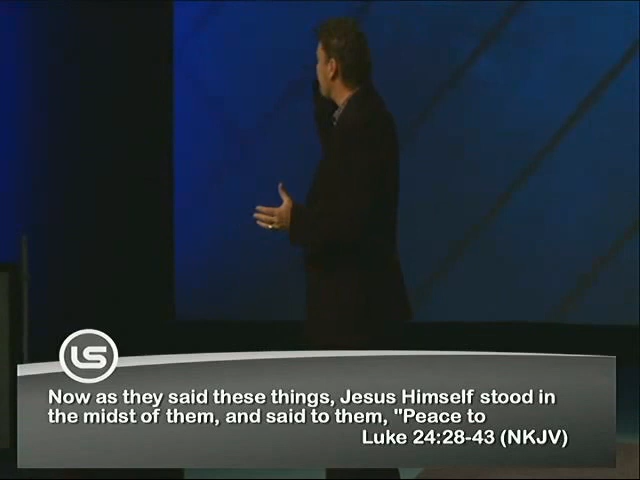 LS
Now as they said these things, Jesus Himself stood in
the midst of them, and said to them, "Peace to
Luke 24:28-43 (NKJV)